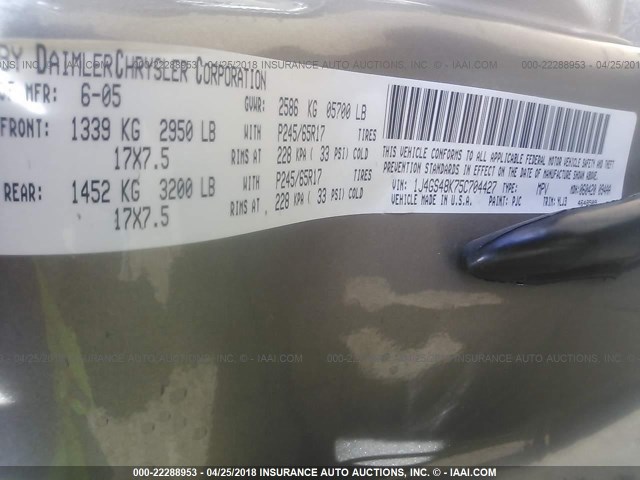 BY DAIMLERCHRYSLER CORPORATION
OF MFR: 6-05 GVWR: 2586 KG 05700 LB
FRONT: 1339 KG 2950 LB WITH P245/65R17 TIRES
17X7.5 RIMS AT 228 KPA ( 33 PSI) COLD
REAR: 1452 KG 3200 LB WITH P245/65R17 TIRES
17X7.5 RIMS AT 228 KPA ( 33 PSI) COLD
THIS VEHICLE CONFORMS TO ALL APPLICABLE FEDERAL MOTOR VEHICLE SAFETY AND THEFT
PREVENTION STANDARDS IN EFFECT ON THE DATE OF MANUFACTURE SHOWN ABOVE.
VIN: 1J4GS48K75C704427 TYPE: MPV MDH:
VEHICLE MADE IN U.S.A. PAINT: PJC TRIM:
000-22288953 - 04/25/2018 INSURANCE AUTO AUCTIONS, INC. - © IAAI.COM